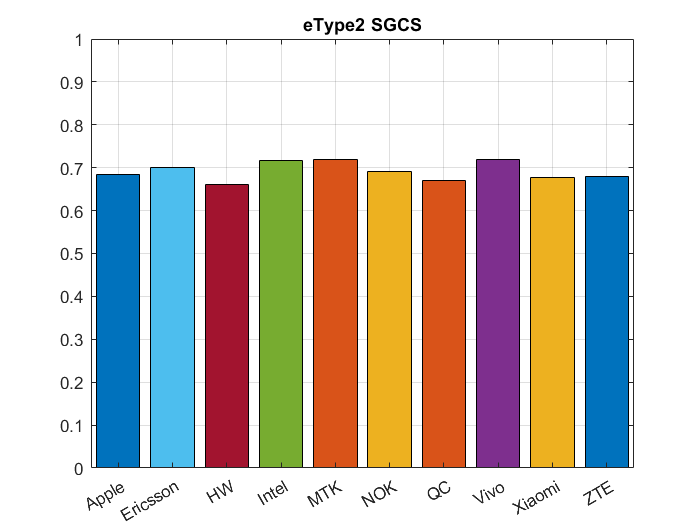 eType2 SGCS
1
0.9
0.8
0.7
0.6
0.5
0.4
0.3
0.2
0.1
0
Apple
Ericsson
HW
Intel
MTK
NOK
QC
Vivo
Xiaomi
ZTE